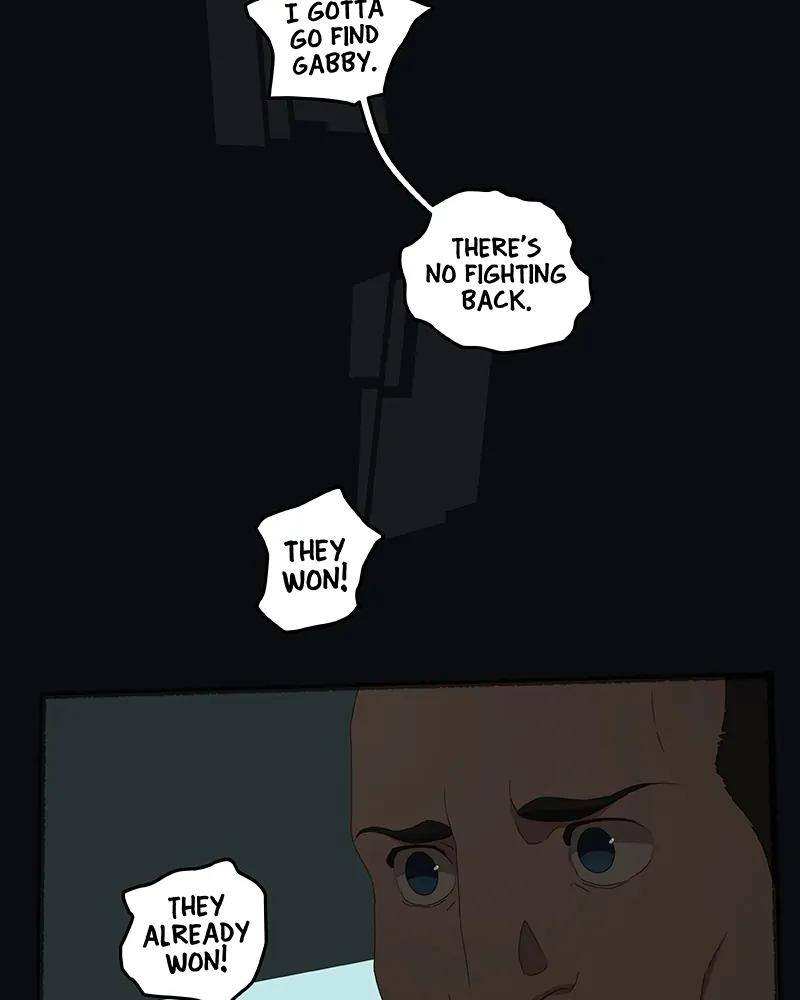 I GOTTA
GO FIND
GABBY.
THERE'S
NO FIGHTING
BACK.
THEY
WON!
THEY
ALREADY
WON!